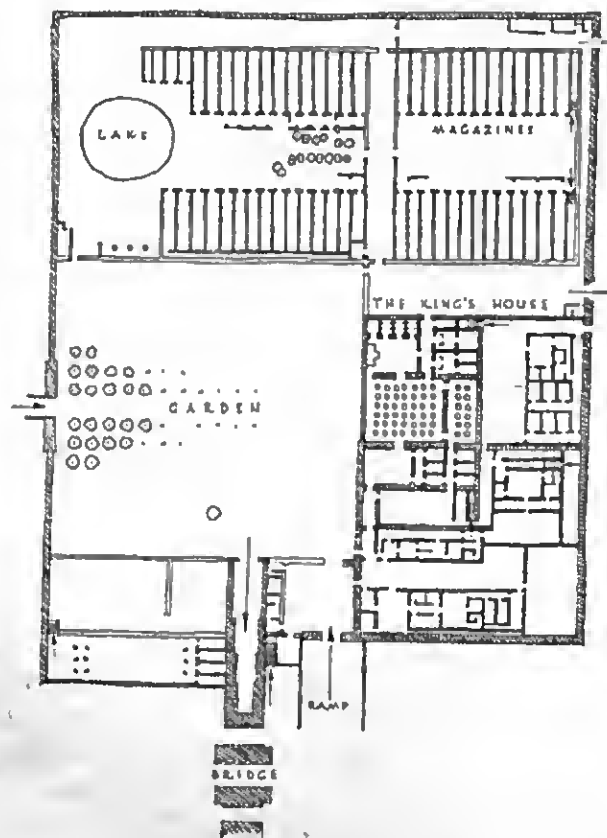 LAKE
MAGAZINES
THE KING'S HOUSE
GARDEN
RAMP
BRIDGE